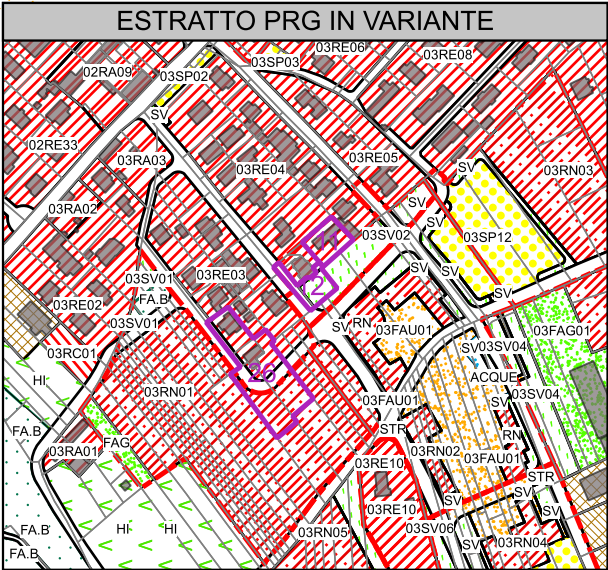 ESTRATTO PRG IN VARIANTE
03RE06
03RE08
03SP03
02RA09
03SP02
SV
02RE33
03RA03
03RE05
03RE04
SV
03RN03
03RA02
SV
SV
03SV02
03SP12
03SV01
03RE03
SV
SV
FA.B
2
SV
03RE02
03SV01
SV
RN
03FAU01
03FAG01
03RC01
SV
03SV04
HI
ACQUE
03RN01
03SV04
03FAU01
SV
FA.B
STR
FAG
RN
03RA01
03RN02
03RE10
03FAU01
STR
SV
SV
03RE10
SV
HI
HI
03SV06
FA.B
03RN05
SV
03RN04
FA.B